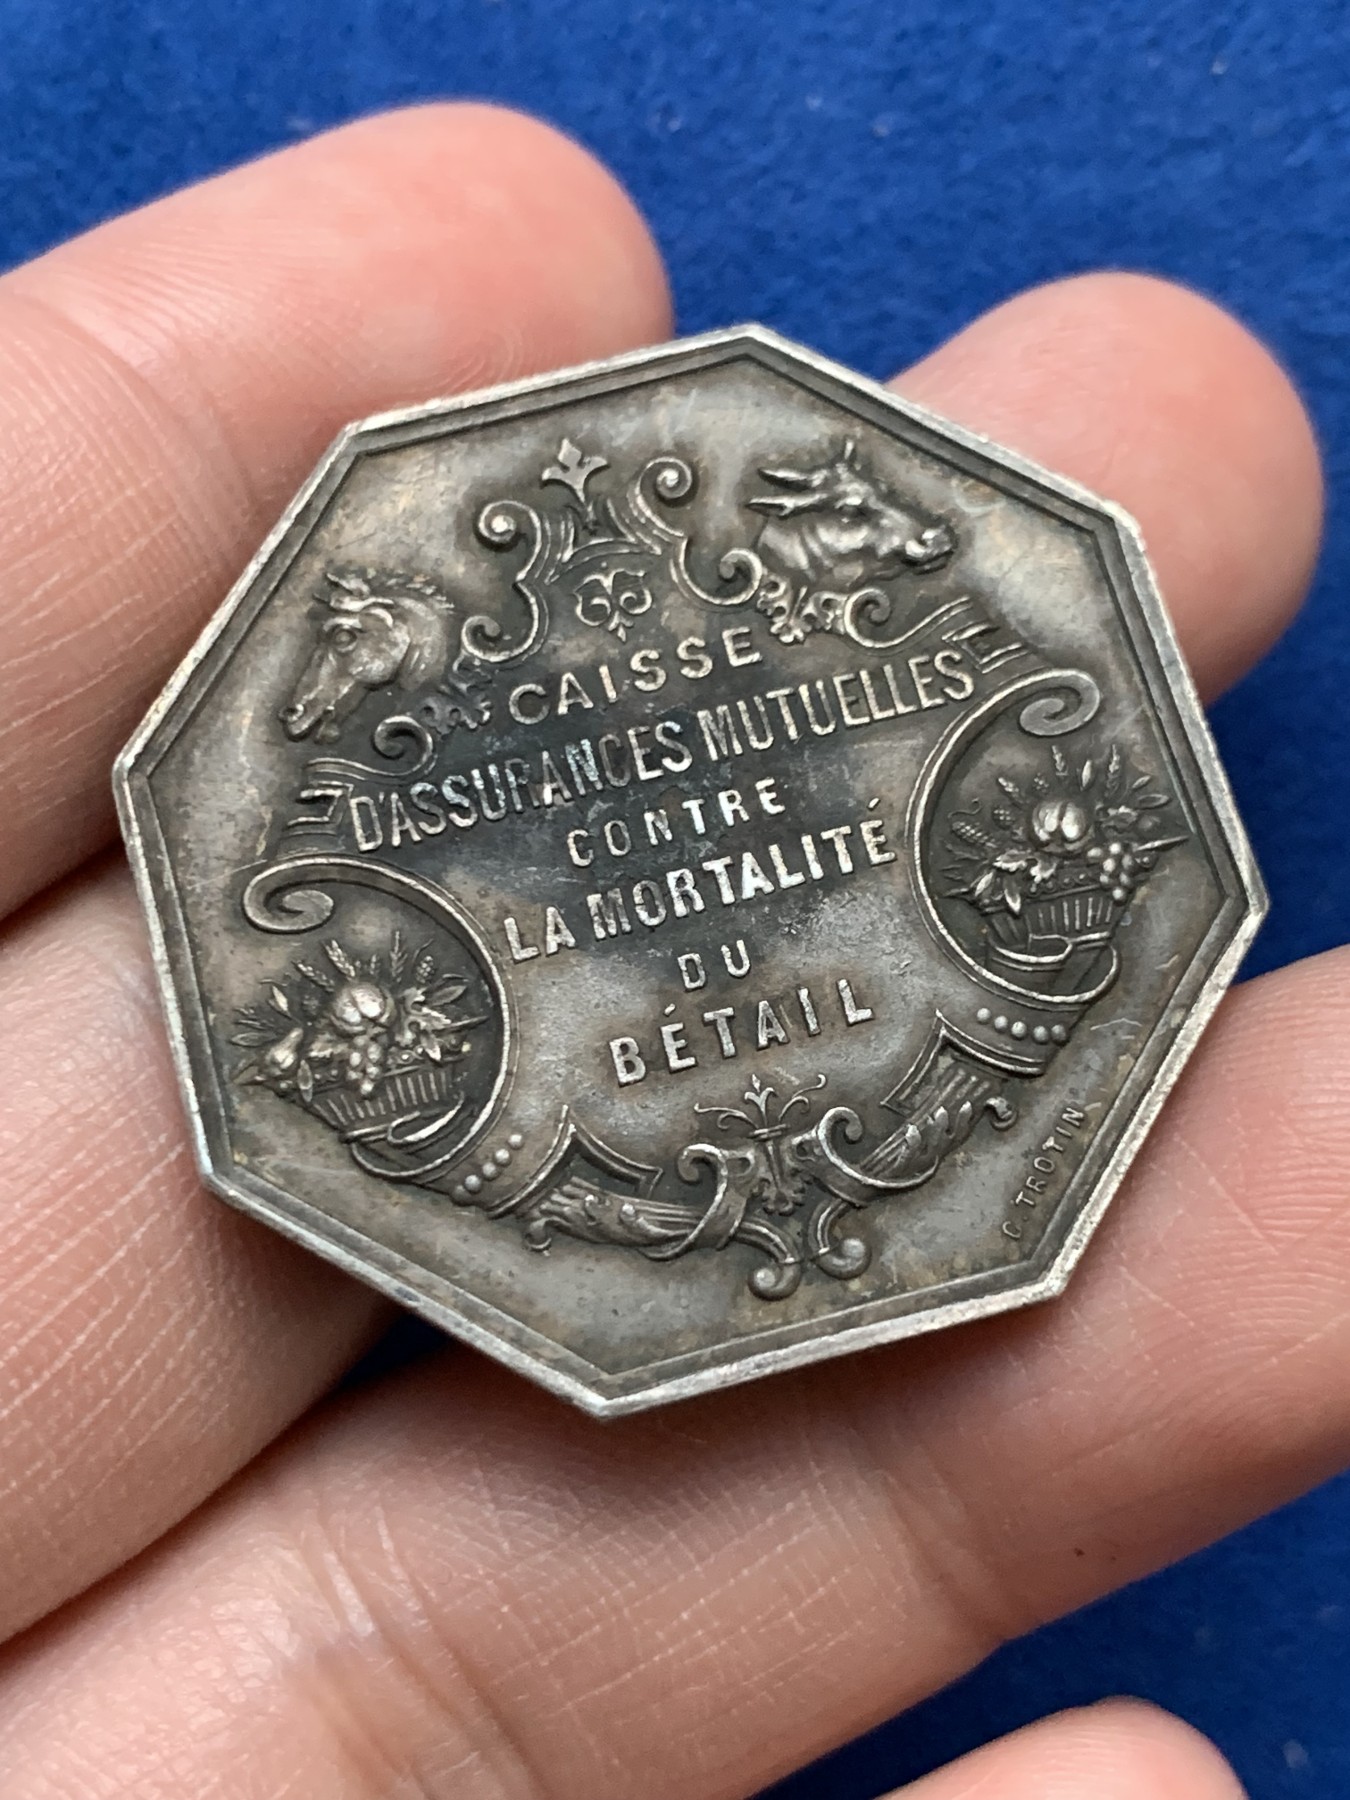 CAISSE
D'ASSURANCES MUTUELLES
CONTRE
LA MORTALITÉ
DU
BÉTAIL
C. TROTIN